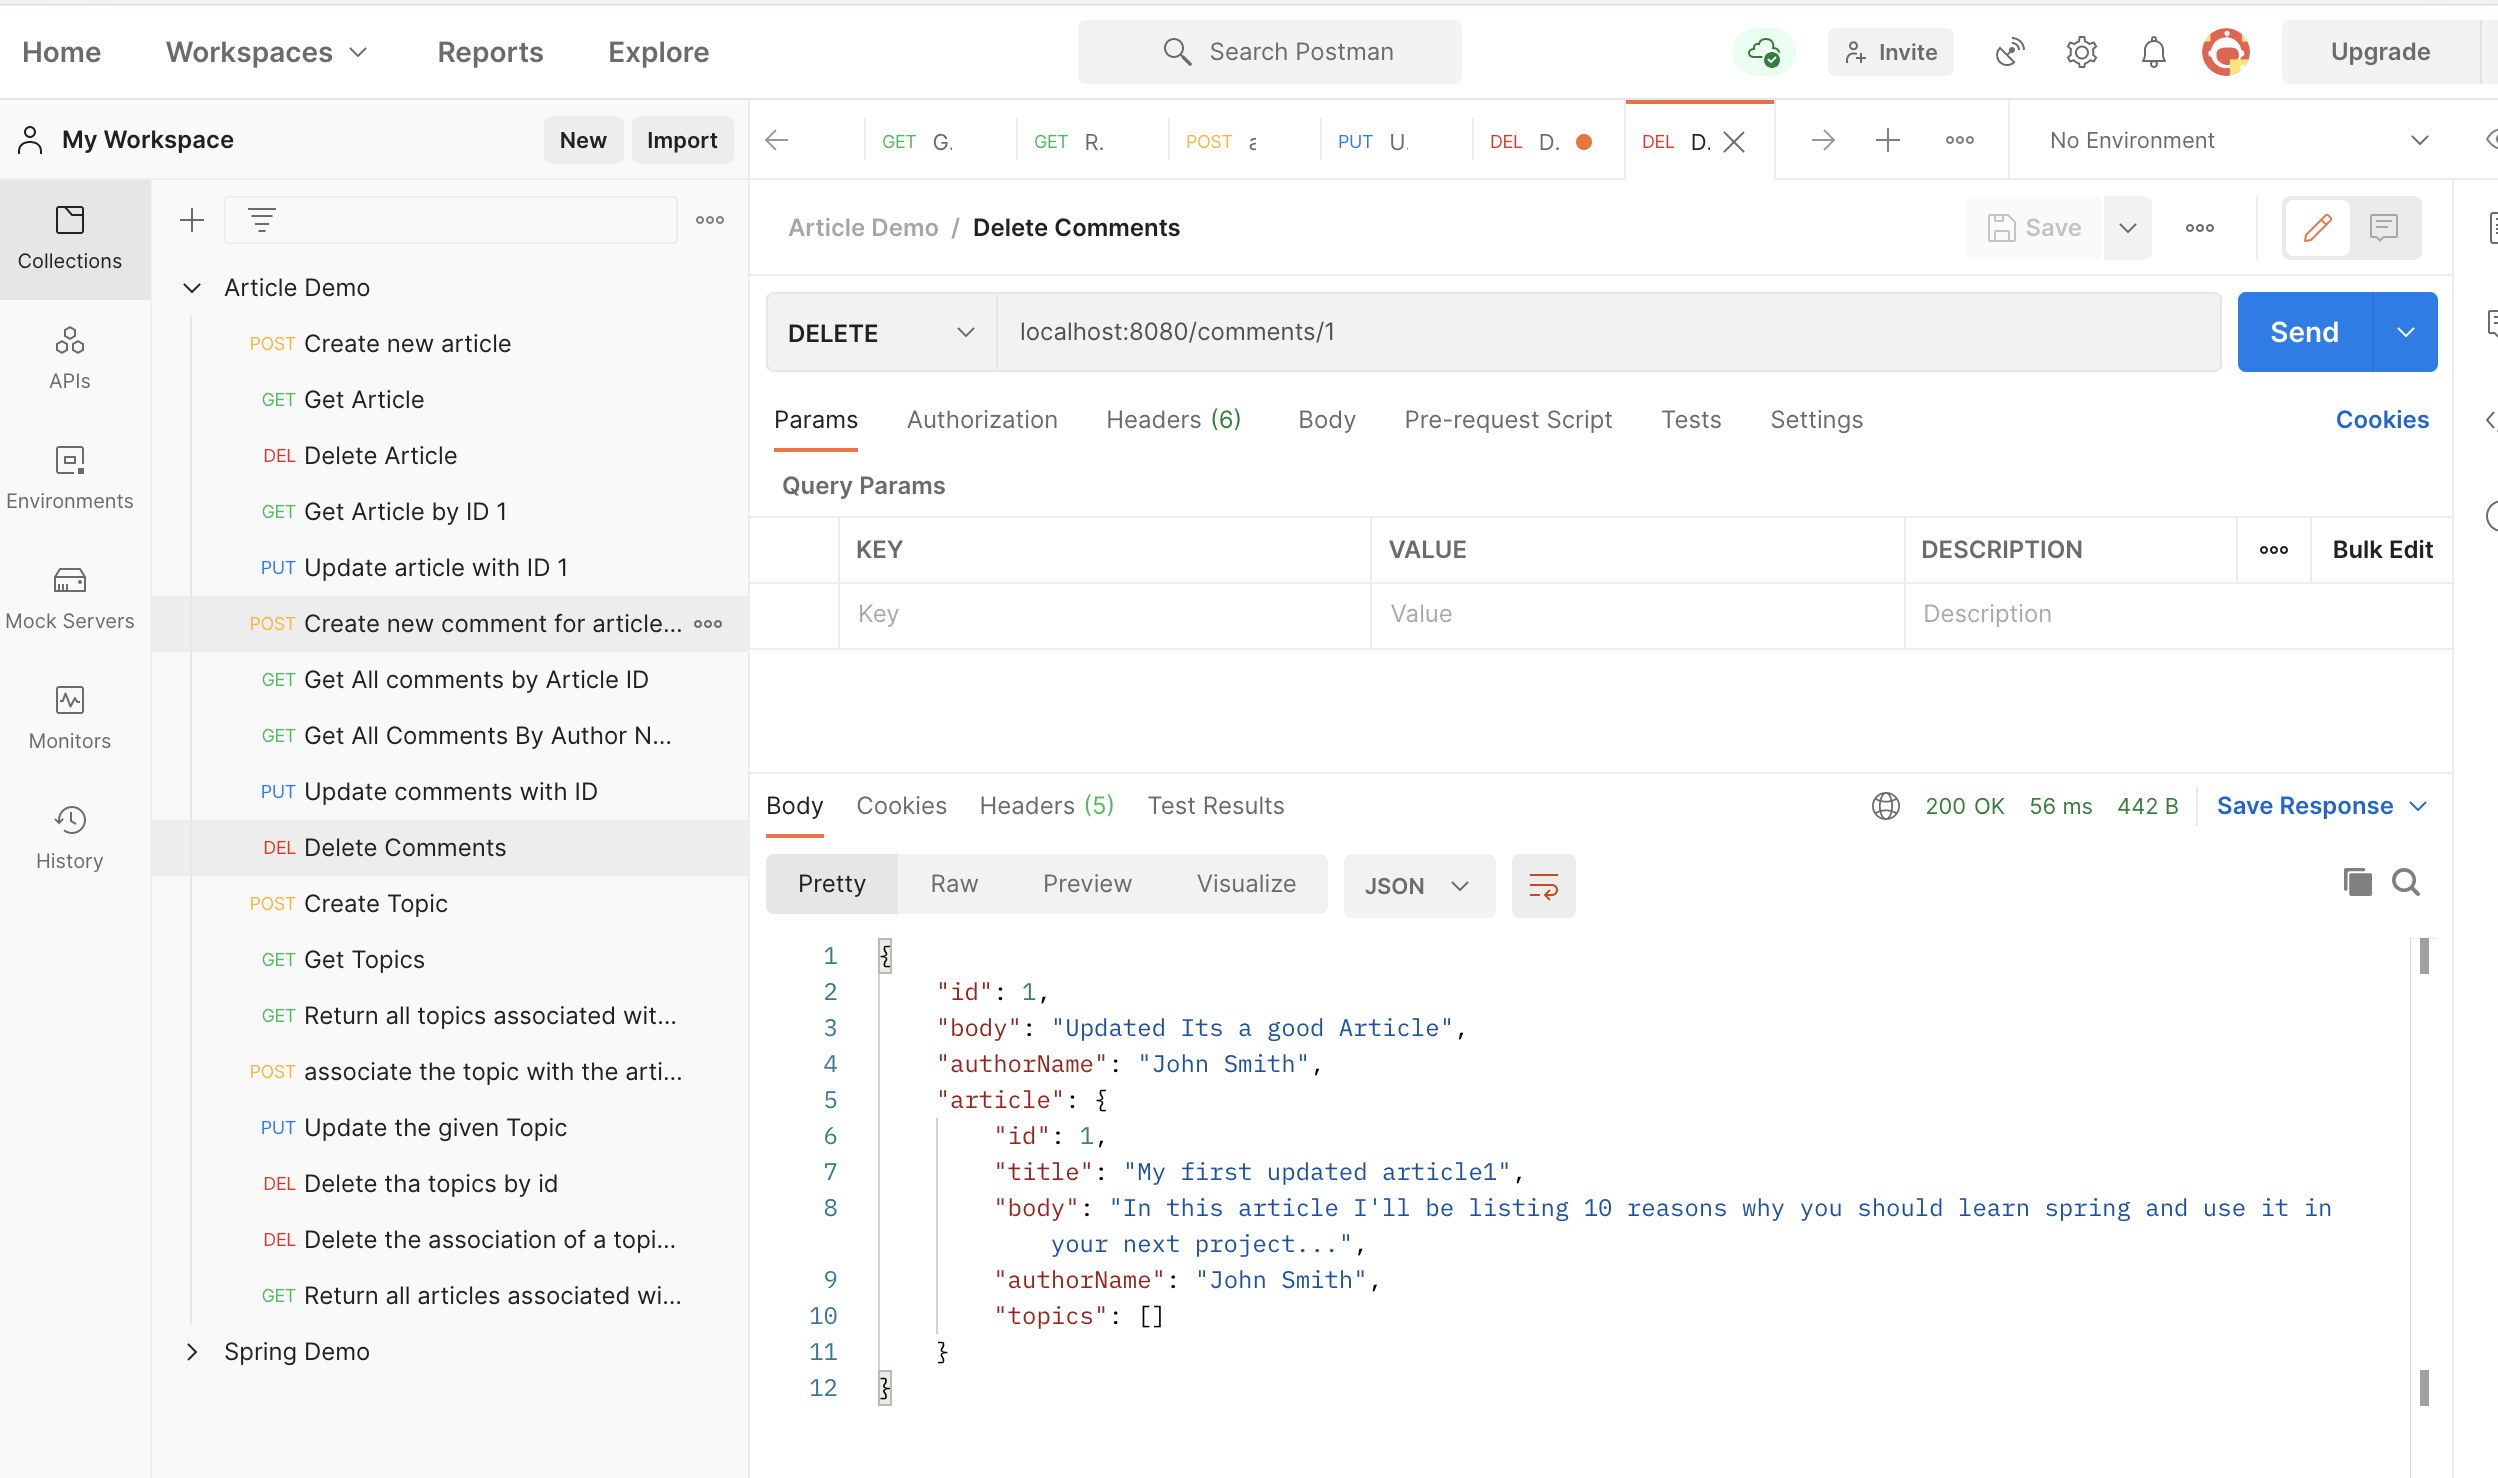 Home Workspaces Reports Explore Search Postman Invite Upgrade
My Workspace New Import
GET G. GET R. POST a PUT U. DEL D. DEL D. No Environment
Collections
APIs
Environments
Mock Servers
Monitors
History
Article Demo
POST Create new article
GET Get Article
DEL Delete Article
GET Get Article by ID 1
PUT Update article with ID 1
POST Create new comment for article...
GET Get All comments by Article ID
GET Get All Comments By Author N...
PUT Update comments with ID
DEL Delete Comments
POST Create Topic
GET Get Topics
GET Return all topics associated wit...
POST associate the topic with the arti...
PUT Update the given Topic
DEL Delete tha topics by id
DEL Delete the association of a topi...
GET Return all articles associated wi...
Spring Demo
Article Demo / Delete Comments Save
DELETE localhost:8080/comments/1 Send
Params Authorization Headers (6) Body Pre-request Script Tests Settings Cookies
Query Params
KEY VALUE DESCRIPTION Bulk Edit
Key Value Description
Body Cookies Headers (5) Test Results 200 OK 56 ms 442 B Save Response
Pretty Raw Preview Visualize JSON
1 {
2 "id": 1,
3 "body": "Updated Its a good Article",
4 "authorName": "John Smith",
5 "article": {
6 "id": 1,
7 "title": "My first updated article1",
8 "body": "In this article I'll be listing 10 reasons why you should learn spring and use it in
your next project...",
9 "authorName": "John Smith",
10 "topics": []
11 }
12 }